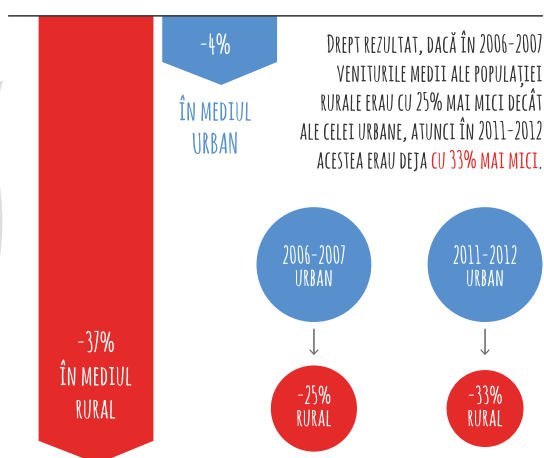 -4%
ÎN MEDIUL
URBAN
DREPT REZULTAT, DACĂ ÎN 2006-2007
VENITURILE MEDII ALE POPULAȚIEI
RURALE ERAU CU 25% MAI MICI DECÂT
ALE CELEI URBANE, ATUNCI ÎN 2011-2012
ACESTEA ERAU DEJA CU 33% MAI MICI.
2006-2007
URBAN
2011-2012
URBAN
-37%
ÎN MEDIUL
RURAL
-25%
RURAL
-33%
RURAL